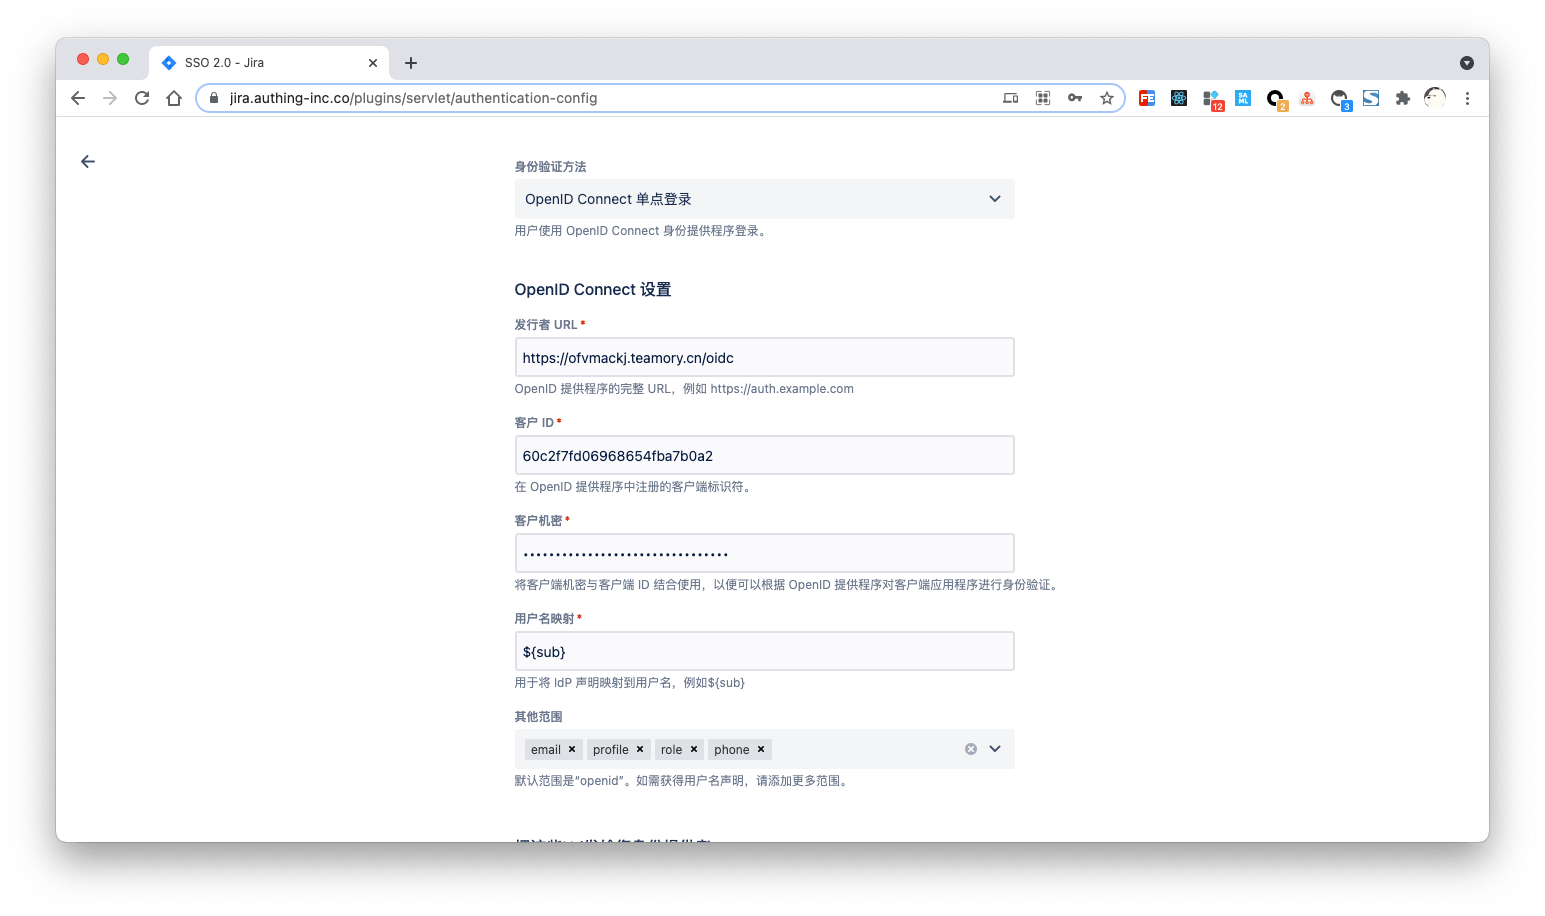 SSO 2.0 - Jira
jira.authing-inc.co/plugins/servlet/authentication-config
FE
12
SA
ML
2
3
身份验证方法
OpenID Connect 单点登录
用户使用 OpenID Connect 身份提供程序登录。
OpenID Connect 设置
发行者 URL*
https://ofvmackj.teamory.cn/oidc
OpenID 提供程序的完整 URL，例如 https://auth.example.com
客户 ID*
60c2f7fd06968654fba7b0a2
在 OpenID 提供程序中注册的客户端标识符。
客户机密*
将客户端机密与客户端 ID 结合使用，以便可以根据 OpenID 提供程序对客户端应用程序进行身份验证。
用户名映射*
${sub}
用于将 IdP 声明映射到用户名，例如${sub}
其他范围
email × profile × role × phone ×
默认范围是“openid”。如需获得用户名声明，请添加更多范围。